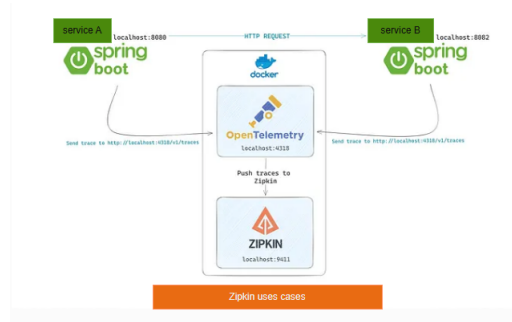 service A
localhost:8080
HTTP REQUEST
service B
localhost:8082
spring
boot
spring
boot
docker
OpenTelemetry
localhost:4318
Send trace to http://localhost:4318/v1/traces
Send trace to http://localhost:4318/v1/traces
Push traces to
Zipkin
ZIPKIN
localhost:9411
Zipkin uses cases